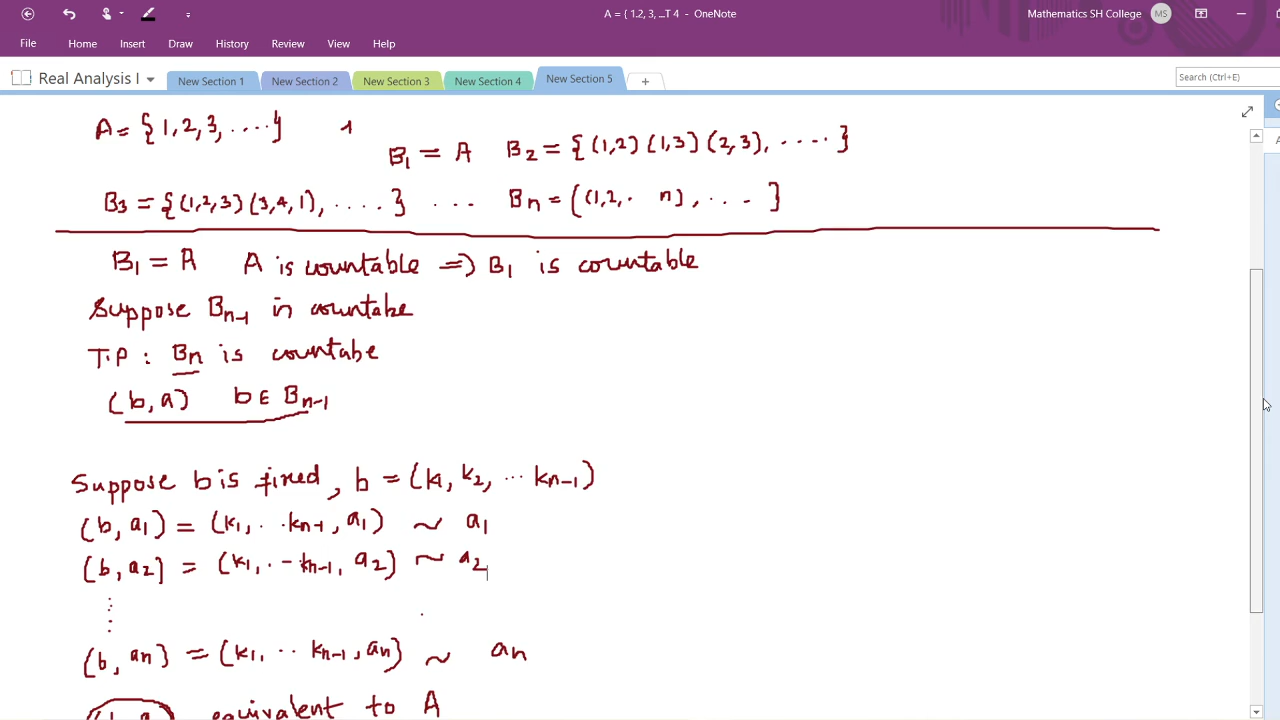 A = { 1.2, 3, ...T 4 - OneNote
Mathematics SH College MS
File Home Insert Draw History Review View Help
Real Analysis I New Section 1 New Section 2 New Section 3 New Section 4 New Section 5 +
Search (Ctrl+E)
A = {1, 2, 3, ....}
B₁ = A B₂ = {(1,2) (1,3) (2,3), ..... }
B₃ = {(1,2,3) (3,4,1), .... } ... Bn = {(1,2,. n), ... }
B₁ = A A is countable ⇒ B₁ is countable
Suppose Bn-1 in countabe
T.P : Bn is countabe
(b, a) b ∈ Bn-1
Suppose b is fixed, b = (k₁, k₂, ... kn-1)
(b, a₁) = (k₁, .. kn-1, a₁) ~ a₁
(b, a₂) = (k₁, .. kn-1, a₂) ~ a₂
(b, an) = (k₁, .. kn-1, an) ~ an
equivalent to A